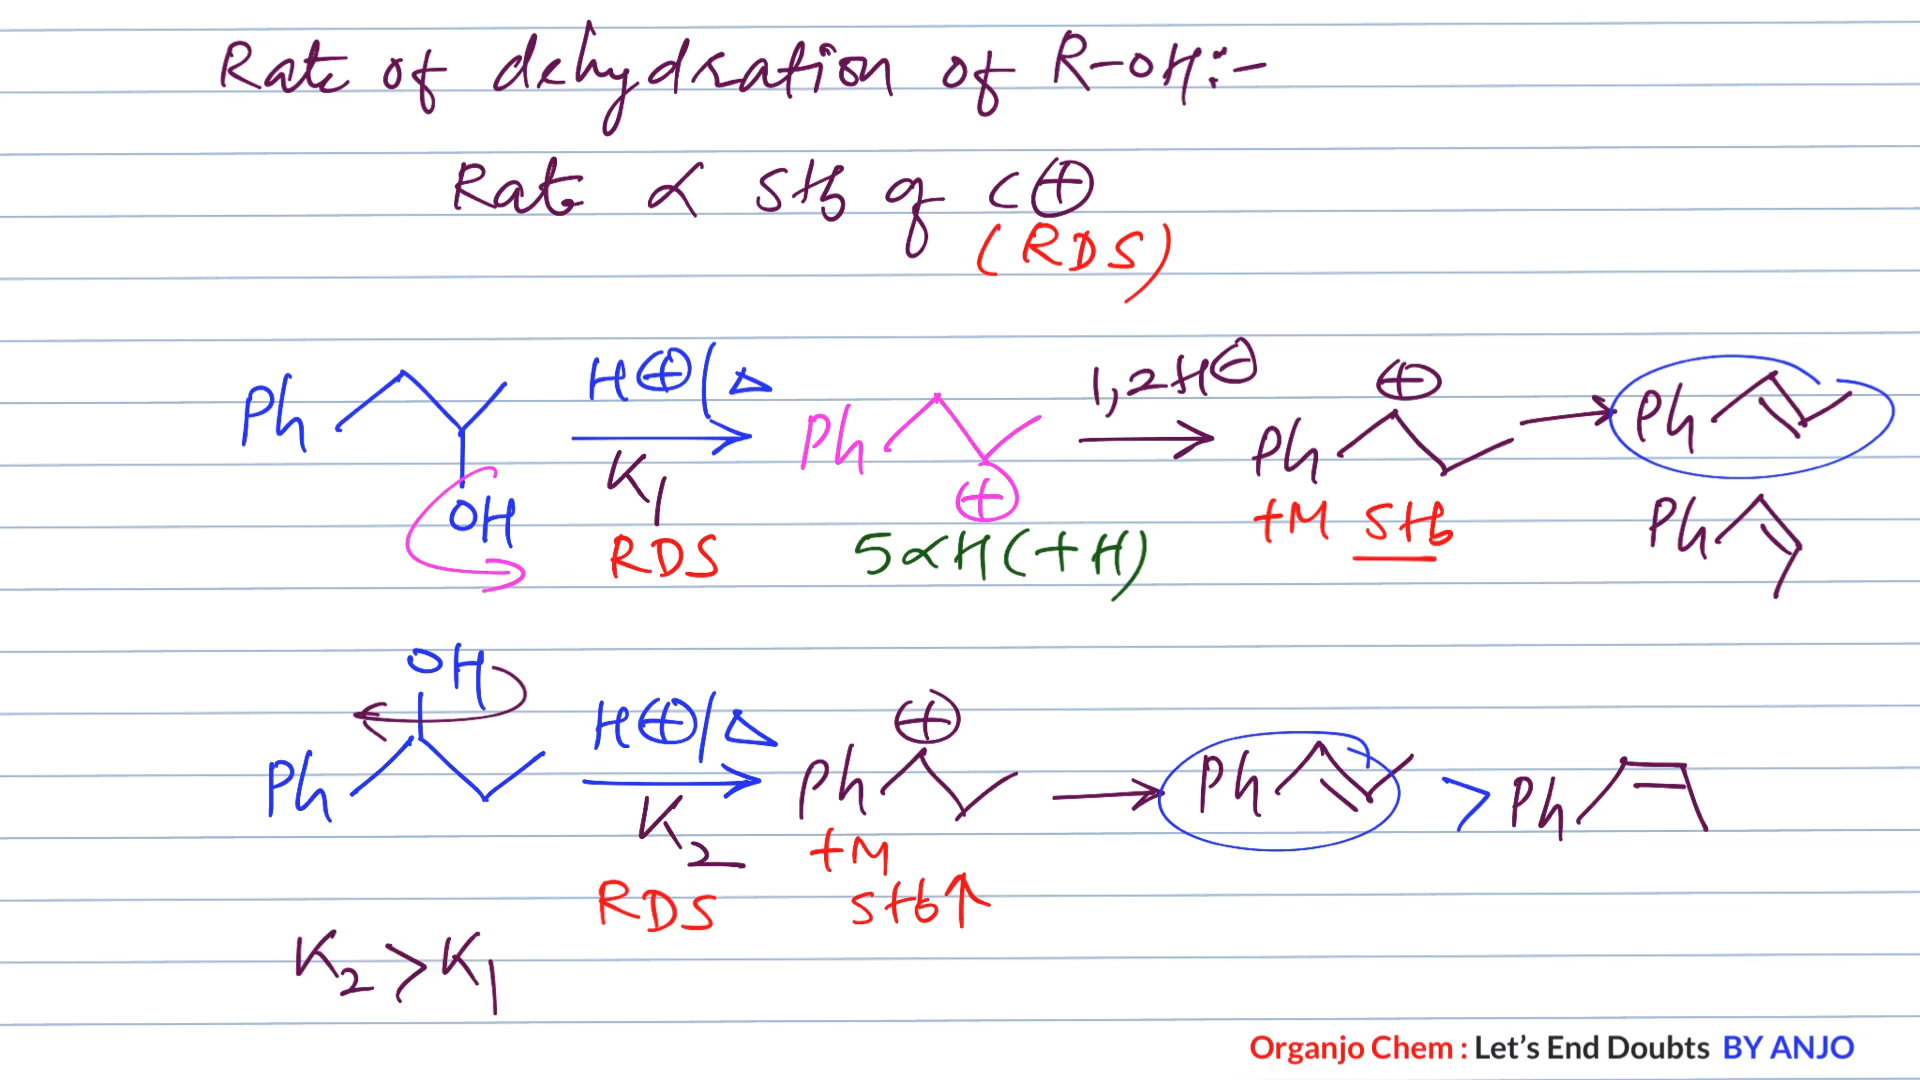 Rate of dehydration of R-OH:-
Rate ∝ stb of C⊕
(RDS)
Ph OH H⊕/Δ K1 RDS Ph ⊕ 1,2H⊖ Ph ⊕ Ph
5αH(+H) +M stb Ph
Ph OH H⊕/Δ K2 RDS Ph ⊕ Ph > Ph
+M
stb↑
K2 > K1
Organjo Chem : Let's End Doubts BY ANJO